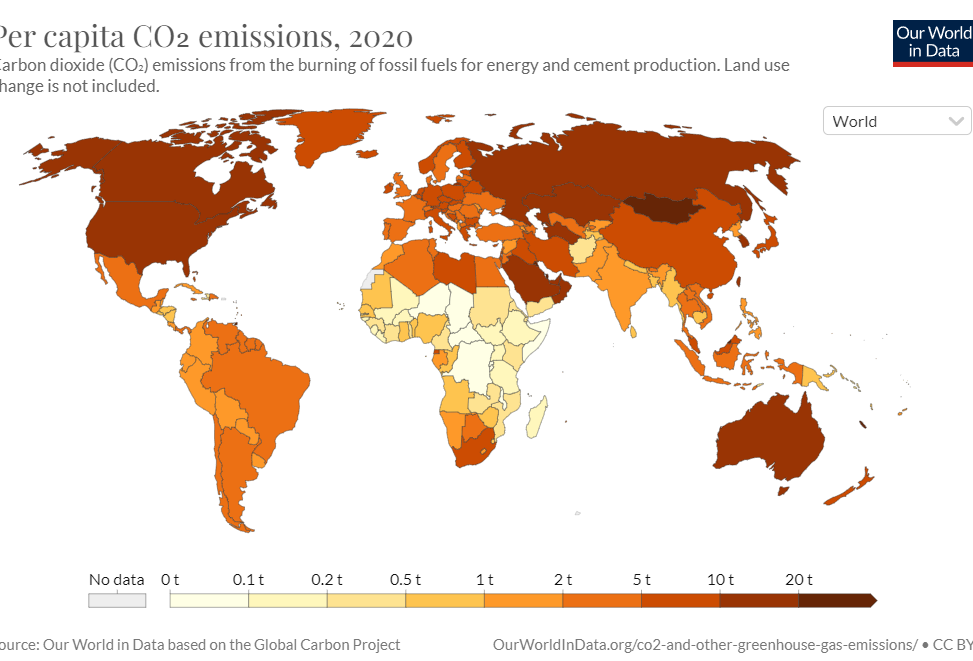 Per capita CO2 emissions, 2020
Our World
in Data
Carbon dioxide (CO₂) emissions from the burning of fossil fuels for energy and cement production. Land use
change is not included.
World
No data 0 t 0.1 t 0.2 t 0.5 t 1 t 2 t 5 t 10 t 20 t
ource: Our World in Data based on the Global Carbon Project
OurWorldInData.org/co2-and-other-greenhouse-gas-emissions/ • CC BY